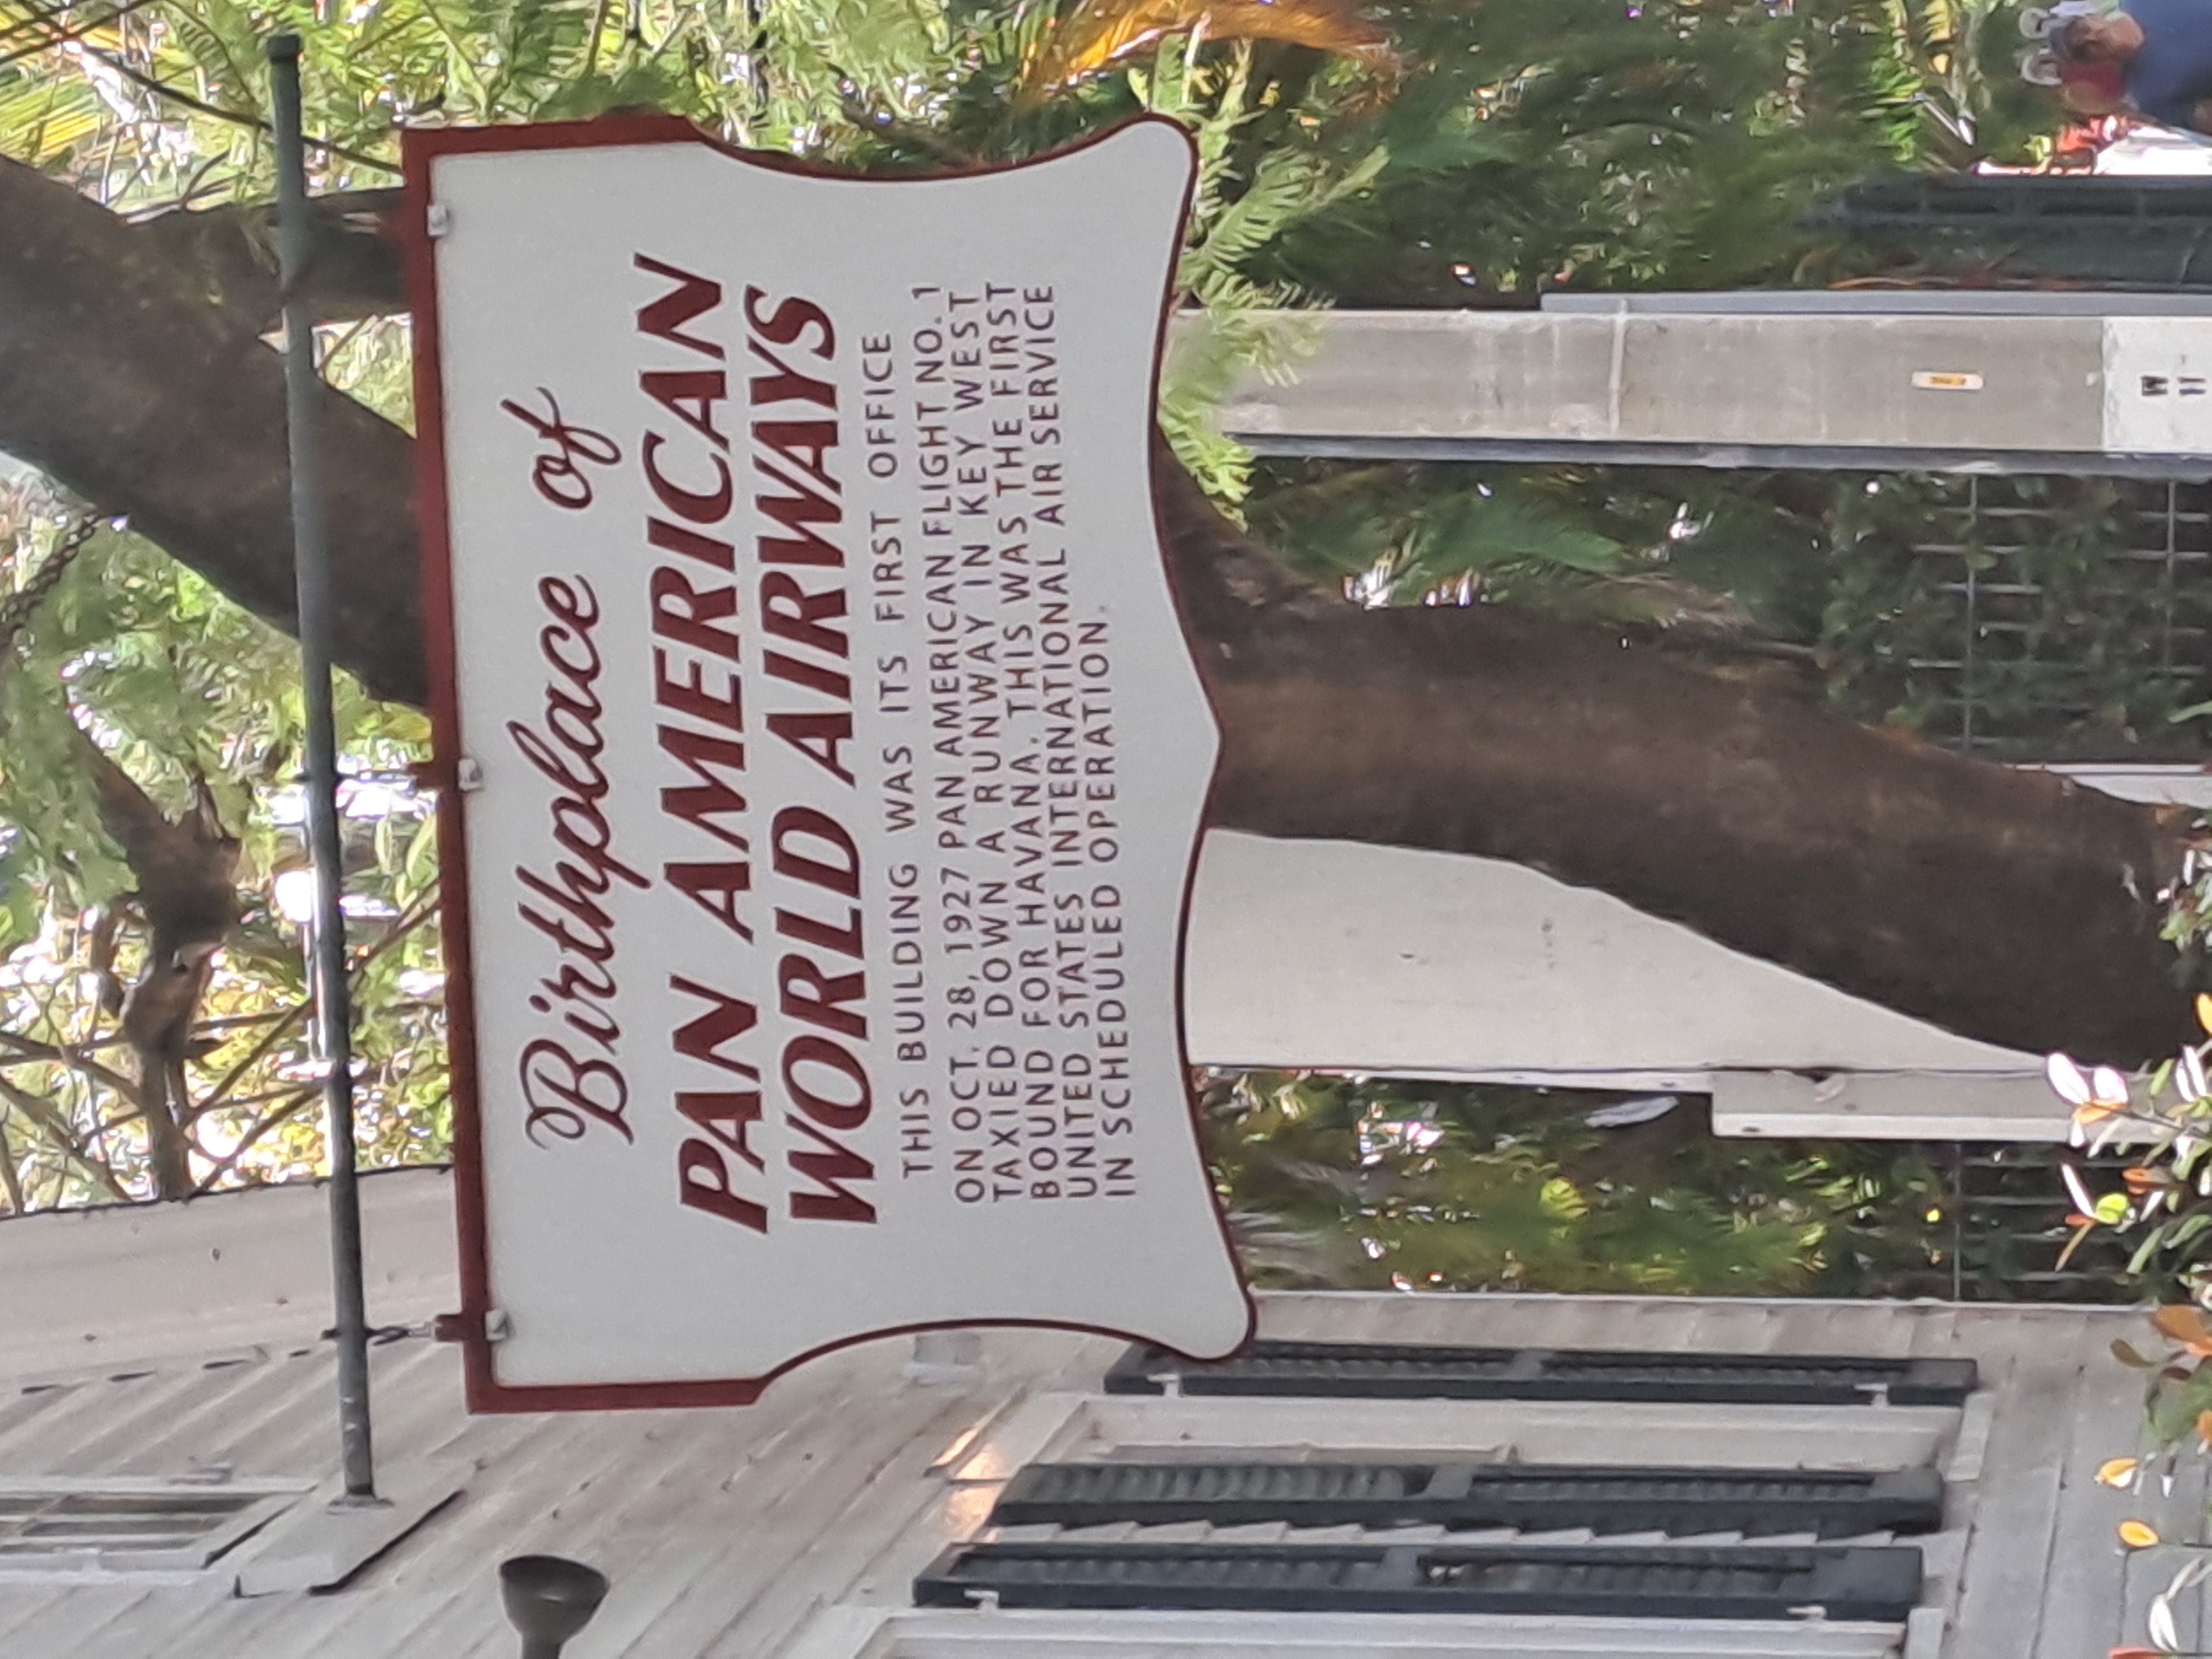 Birthplace of
PAN AMERICAN
WORLD AIRWAYS
THIS BUILDING WAS ITS FIRST OFFICE
ON OCT. 28, 1927 PAN AMERICAN FLIGHT NO. 1
TAXIED DOWN A RUNWAY IN KEY WEST
BOUND FOR HAVANA. THIS WAS THE FIRST
UNITED STATES INTERNATIONAL AIR SERVICE
IN SCHEDULED OPERATION.